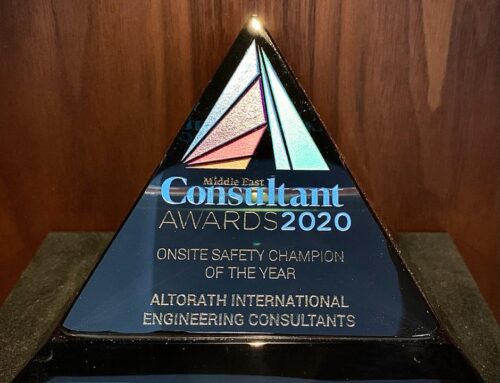 Middle East
Consultant
AWARDS2020
ONSITE SAFETY CHAMPION
OF THE YEAR
ALTORATH INTERNATIONAL
ENGINEERING CONSULTANTS